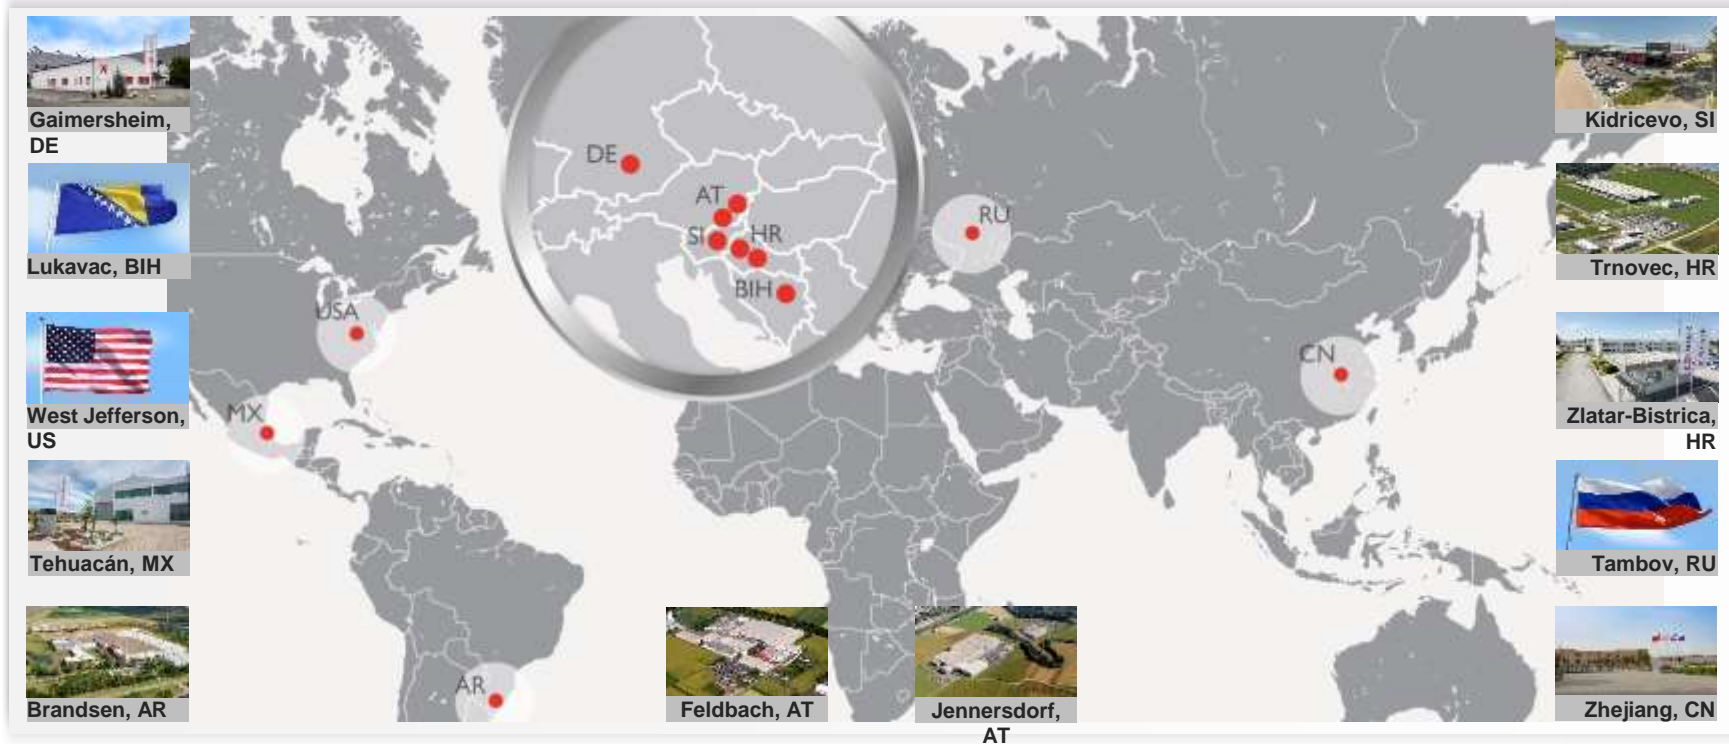 Gaimersheim,
DE
Lukavac, BIH
West Jefferson,
US
Tehuacán, MX
Brandsen, AR
DE
AT
SI
HR
BIH
USA
MX
AR
RU
CN
Feldbach, AT
Jennersdorf,
AT
Kidricevo, SI
Trnovec, HR
Zlatar-Bistrica,
HR
Tambov, RU
Zhejiang, CN